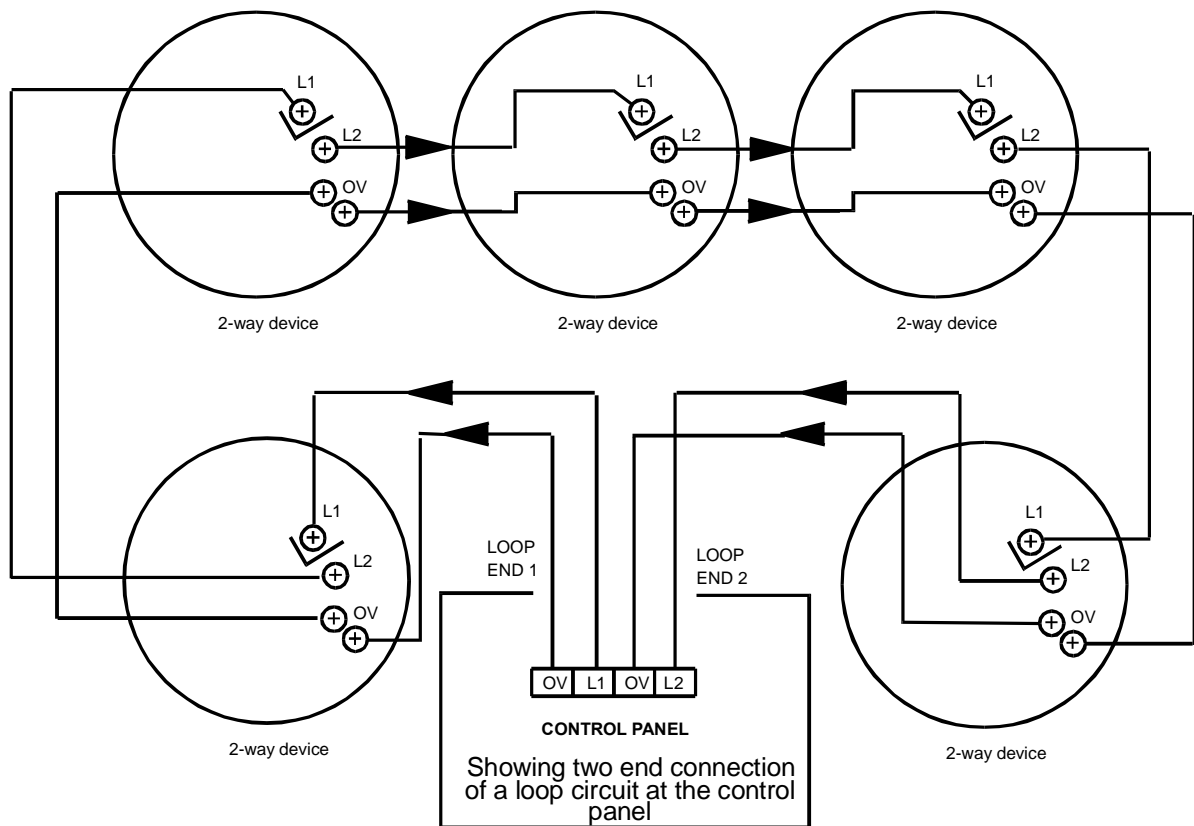 L1
L2
OV
2-way device
L1
L2
OV
2-way device
L1
L2
OV
2-way device
L1
L2
OV
2-way device
LOOP
END 1
LOOP
END 2
L1
L2
OV
2-way device
OV L1 OV L2
CONTROL PANEL
Showing two end connection
of a loop circuit at the control
panel